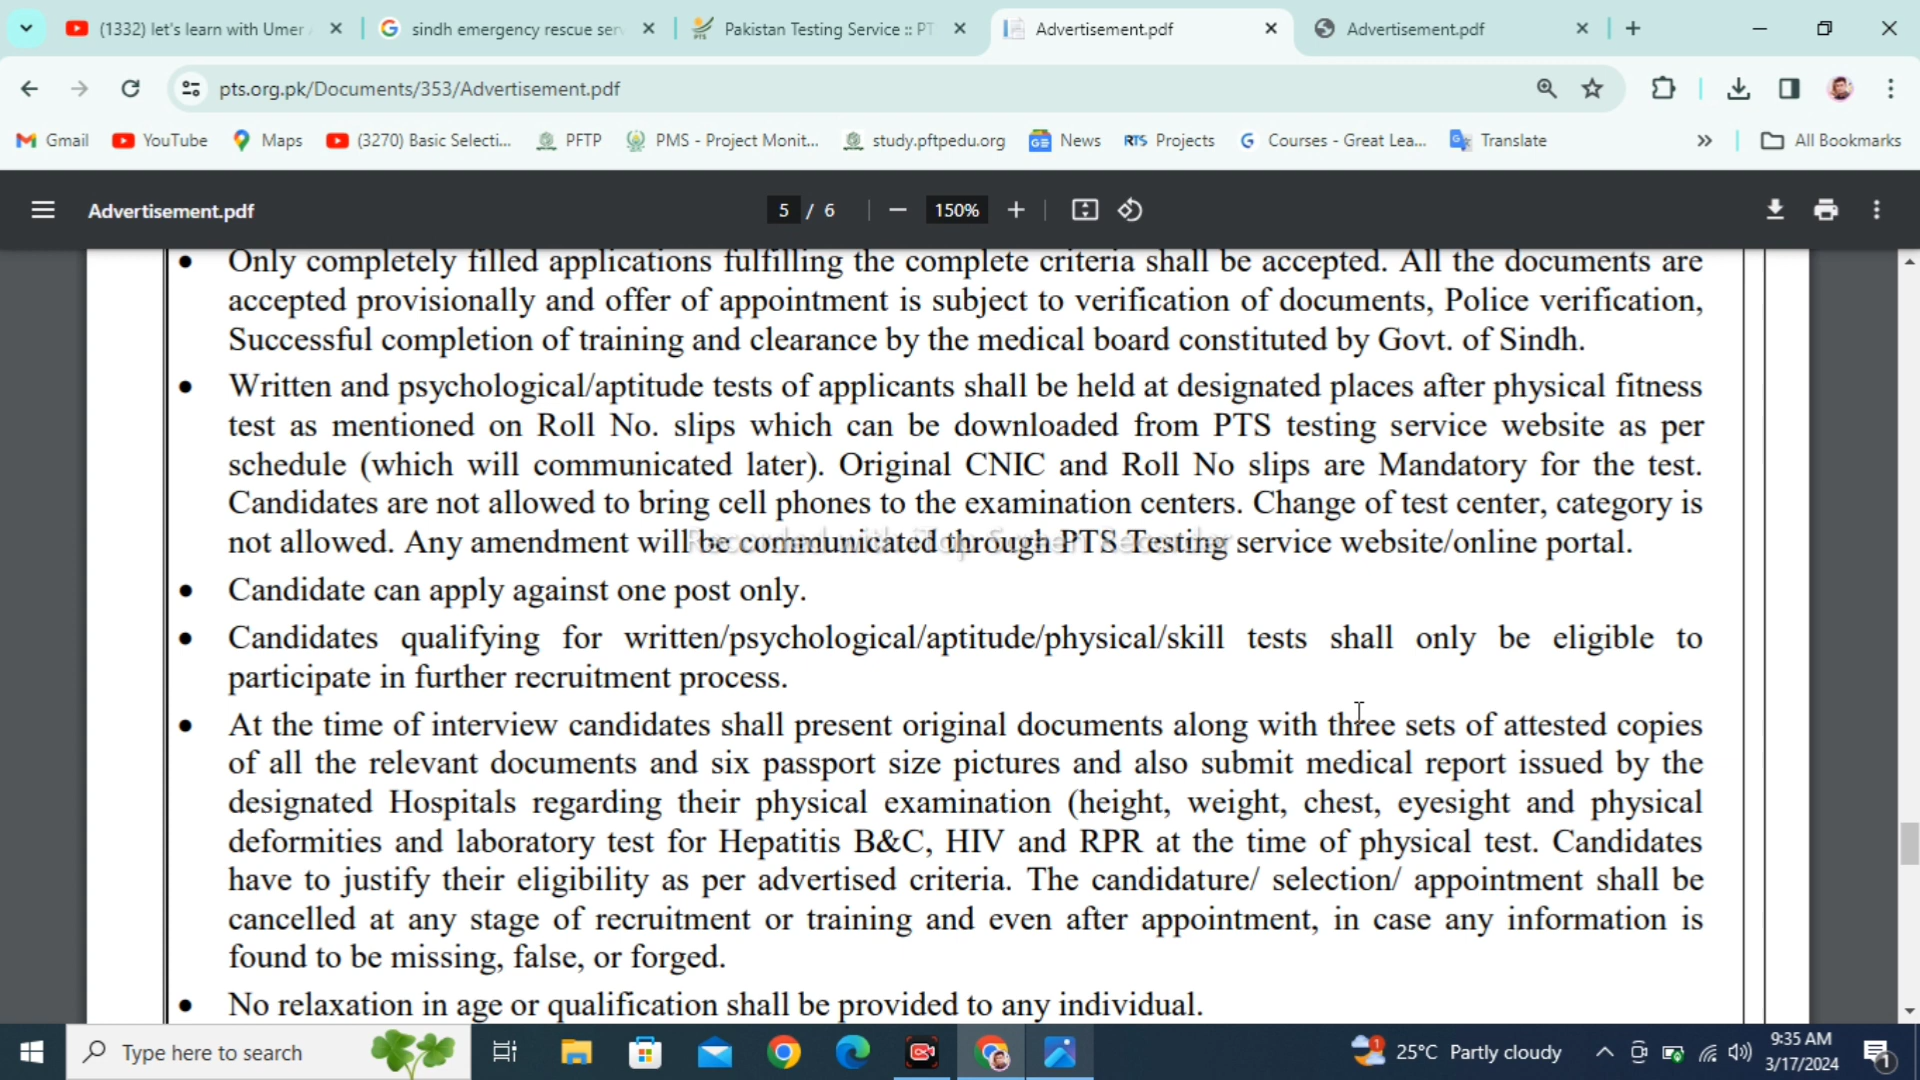 (1332) let's learn with Umer
sindh emergency rescue ser
Pakistan Testing Service :: PT
Advertisement.pdf
Advertisement.pdf
pts.org.pk/Documents/353/Advertisement.pdf
Gmail
YouTube
Maps
(3270) Basic Selecti...
PFTP
PMS - Project Monit...
study.pftpedu.org
News
RTS Projects
Courses - Great Lea...
Translate
All Bookmarks
Advertisement.pdf
5 / 6
150%
• Only completely filled applications fulfilling the complete criteria shall be accepted. All the documents are
accepted provisionally and offer of appointment is subject to verification of documents, Police verification,
Successful completion of training and clearance by the medical board constituted by Govt. of Sindh.
• Written and psychological/aptitude tests of applicants shall be held at designated places after physical fitness
test as mentioned on Roll No. slips which can be downloaded from PTS testing service website as per
schedule (which will communicated later). Original CNIC and Roll No slips are Mandatory for the test.
Candidates are not allowed to bring cell phones to the examination centers. Change of test center, category is
not allowed. Any amendment will be communicated through PTS Testing service website/online portal.
Recorded with iTop Screen Recorder
• Candidate can apply against one post only.
• Candidates qualifying for written/psychological/aptitude/physical/skill tests shall only be eligible to
participate in further recruitment process.
• At the time of interview candidates shall present original documents along with three sets of attested copies
of all the relevant documents and six passport size pictures and also submit medical report issued by the
designated Hospitals regarding their physical examination (height, weight, chest, eyesight and physical
deformities and laboratory test for Hepatitis B&C, HIV and RPR at the time of physical test. Candidates
have to justify their eligibility as per advertised criteria. The candidature/ selection/ appointment shall be
cancelled at any stage of recruitment or training and even after appointment, in case any information is
found to be missing, false, or forged.
• No relaxation in age or qualification shall be provided to any individual.
Type here to search
1
25°C Partly cloudy
9:35 AM
3/17/2024
1